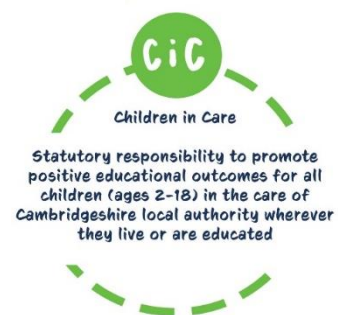 CiC
Children in Care
Statutory responsibility to promote
positive educational outcomes for all
children (ages 2-18) in the care of
Cambridgeshire local authority wherever
they live or are educated